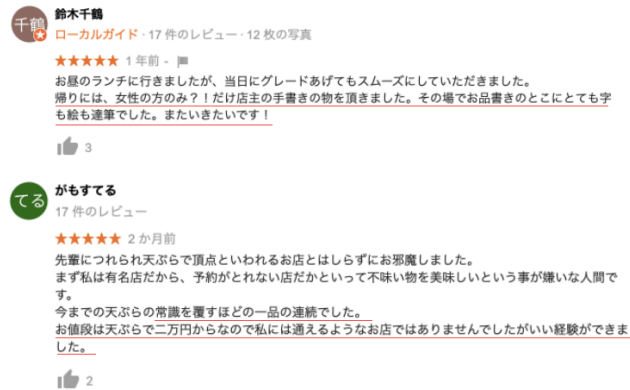 千鶴
鈴木千鶴
ローカルガイド・17 件のレビュー・12 枚の写真
★★★★★ 1 年前 -
お昼のランチに行きましたが、当日にグレードあげてもスムーズにしていただきました。
帰りには、女性の方のみ？！だけ店主の手書きの物を頂きました。その場でお品書きのとこにとても字
も絵も達筆でした。またいきたいです！
3
てる
がもすてる
17 件のレビュー
★★★★★ 2 か月前
先輩につれられ天ぷらで頂点といわれるお店とはしらずにお邪魔しました。
まず私は有名店だから、予約がとれない店だかといって不味い物を美味しいという事が嫌いな人間で
す。
今までの天ぷらの常識を覆すほどの一品の連続でした。
お値段は天ぷらで二万円からなので私には通えるようなお店ではありませんでしたがいい経験ができま
した。
2